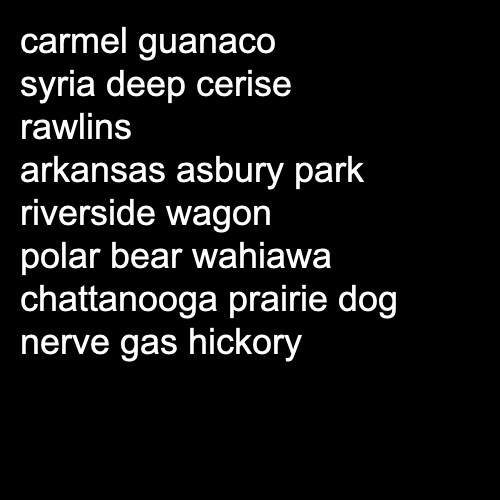 carmel guanaco
syria deep cerise
rawlins
arkansas asbury park
riverside wagon
polar bear wahiawa
chattanooga prairie dog
nerve gas hickory